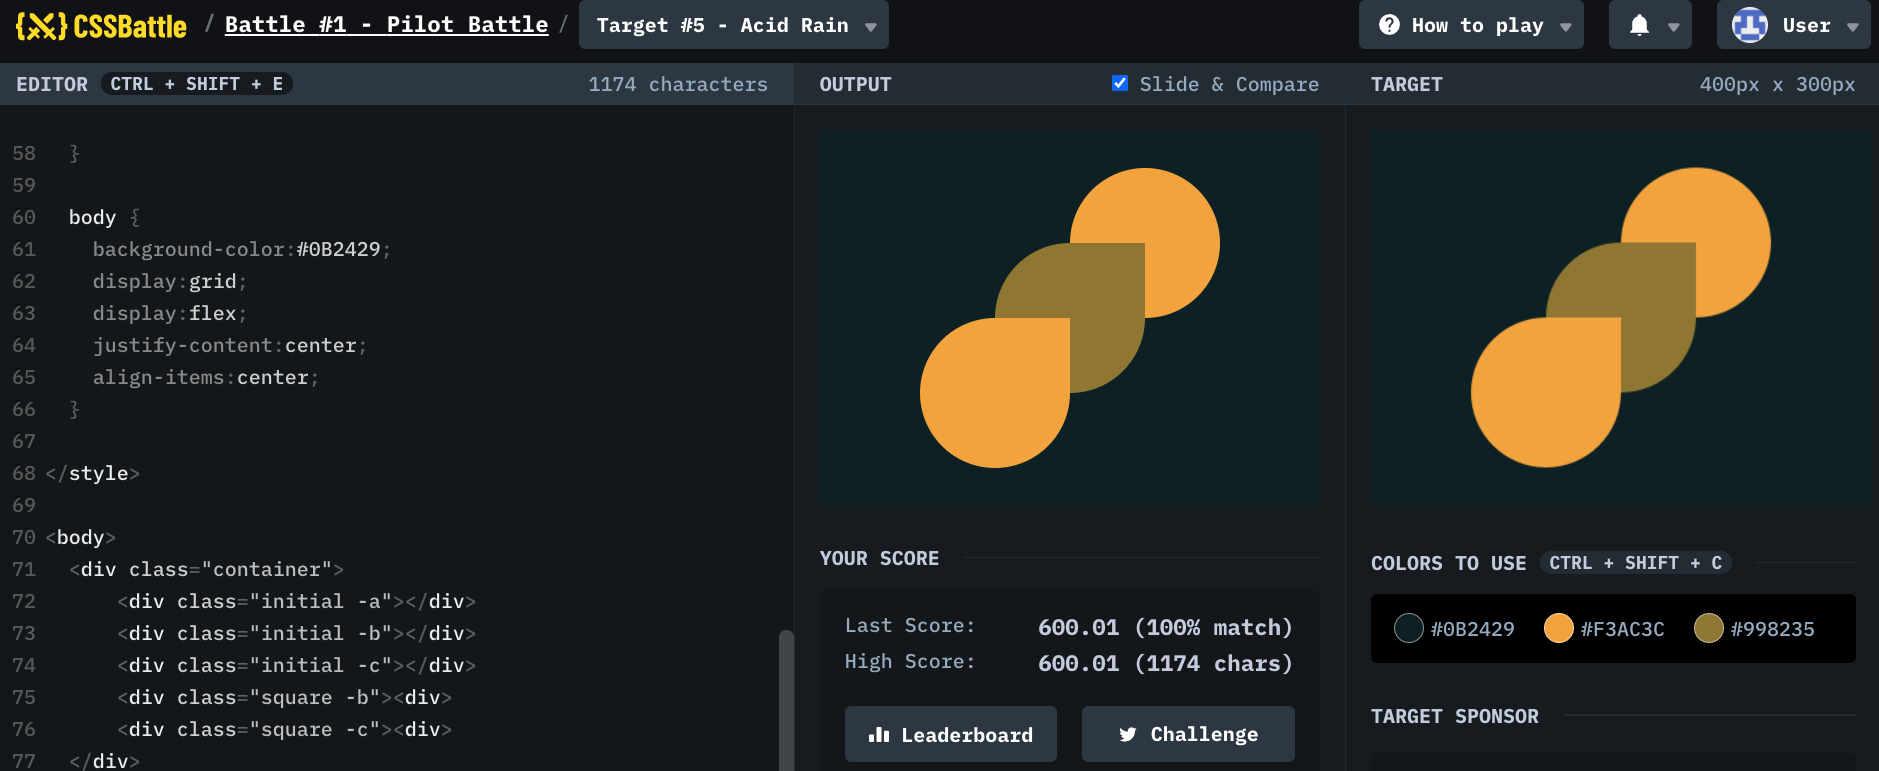 {X} CSSBattle / Battle #1 - Pilot Battle / Target #5 - Acid Rain How to play User
EDITOR CTRL + SHIFT + E 1174 characters
58 }
59
60 body {
61 background-color:#0B2429;
62 display:grid;
63 display:flex;
64 justify-content:center;
65 align-items:center;
66 }
67
68 </style>
69
70 <body>
71 <div class="container">
72 <div class="initial -a"></div>
73 <div class="initial -b"></div>
74 <div class="initial -c"></div>
75 <div class="square -b"><div>
76 <div class="square -c"><div>
77 </div>
OUTPUT Slide & Compare
YOUR SCORE
Last Score: 600.01 (100% match)
High Score: 600.01 (1174 chars)
Leaderboard Challenge
TARGET 400px x 300px
COLORS TO USE CTRL + SHIFT + C
#0B2429 #F3AC3C #998235
TARGET SPONSOR